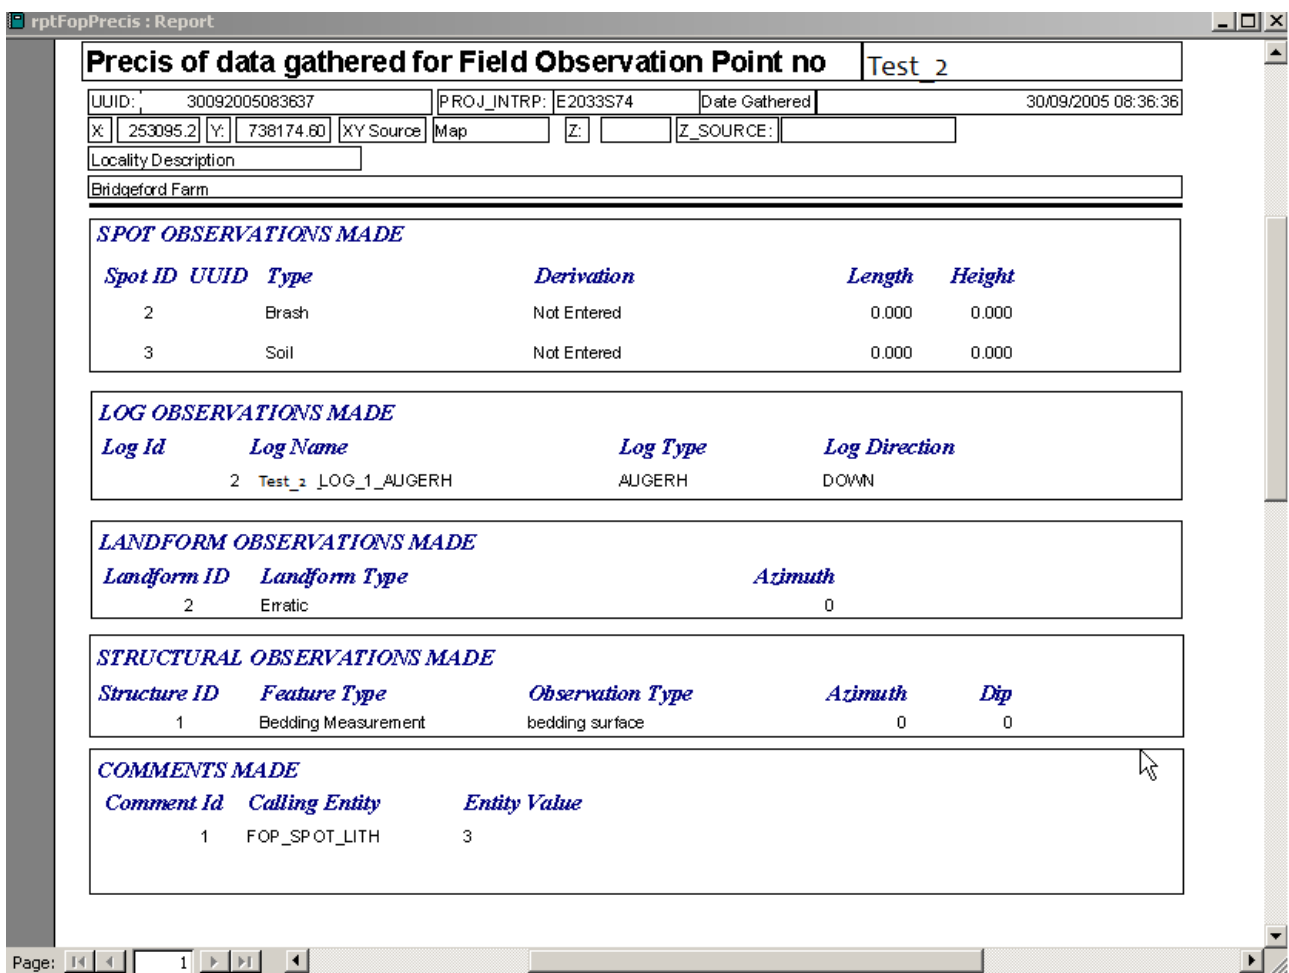 rptFopPrecis : Report
Precis of data gathered for Field Observation Point no Test_2
UUID: 30092005083637 PROJ_INTRP: E2033S74 Date Gathered 30/09/2005 08:36:36
X: 253095.2 Y: 738174.60 XY Source Map Z: Z_SOURCE:
Locality Description
Bridgeford Farm
SPOT OBSERVATIONS MADE
Spot ID UUID Type Derivation Length Height
2 Brash Not Entered 0.000 0.000
3 Soil Not Entered 0.000 0.000
LOG OBSERVATIONS MADE
Log Id Log Name Log Type Log Direction
2 Test_2 _LOG_1_AUGERH AUGERH DOWN
LANDFORM OBSERVATIONS MADE
Landform ID Landform Type Azimuth
2 Erratic 0
STRUCTURAL OBSERVATIONS MADE
Structure ID Feature Type Observation Type Azimuth Dip
1 Bedding Measurement bedding surface 0 0
COMMENTS MADE
Comment Id Calling Entity Entity Value
1 FOP_SPOT_LITH 3
Page: 1